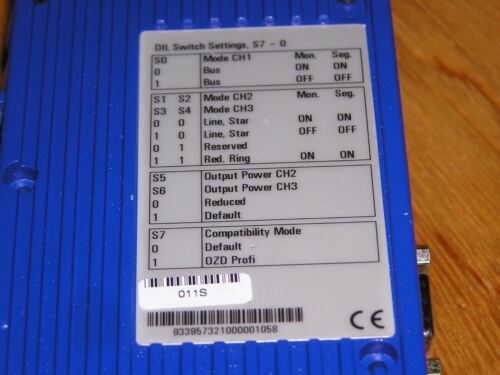 DIL Switch Settings, S7 - 0
S0 Mode CH1 Mon. Seg.
0 Bus ON ON
1 Bus OFF OFF
S1 S2 Mode CH2 Mon. Seg.
S3 S4 Mode CH3
0 0 Line, Star ON ON
1 0 Line, Star OFF OFF
0 1 Reserved
1 1 Red. Ring ON ON
S5 Output Power CH2
S6 Output Power CH3
0 Reduced
1 Default
S7 Compatibility Mode
0 Default
1 OZD Profi
011S
933957321000001058
CE